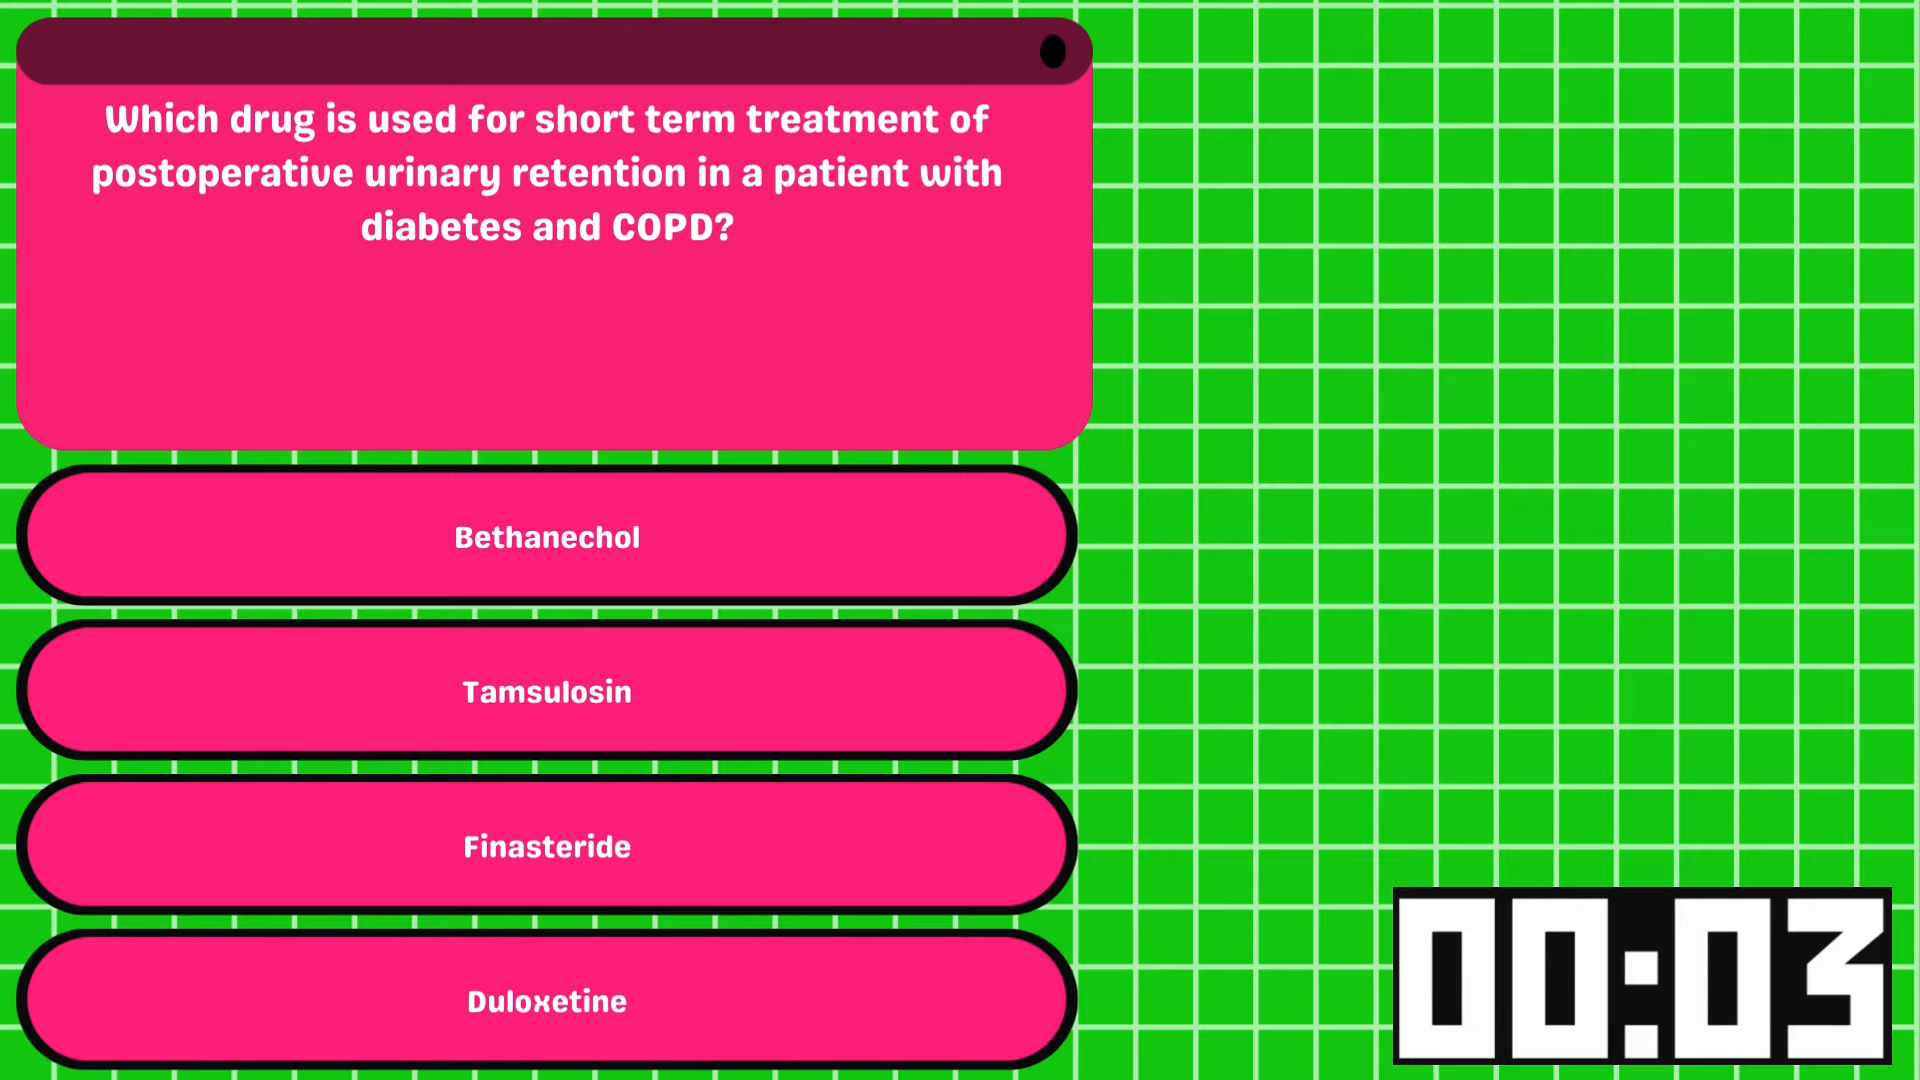 Which drug is used for short term treatment of
postoperative urinary retention in a patient with
diabetes and COPD?
Bethanechol
Tamsulosin
Finasteride
Duloxetine
00:03